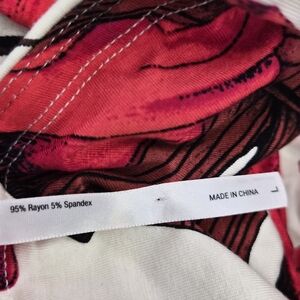 95% Rayon 5% Spandex
MADE IN CHINA
L